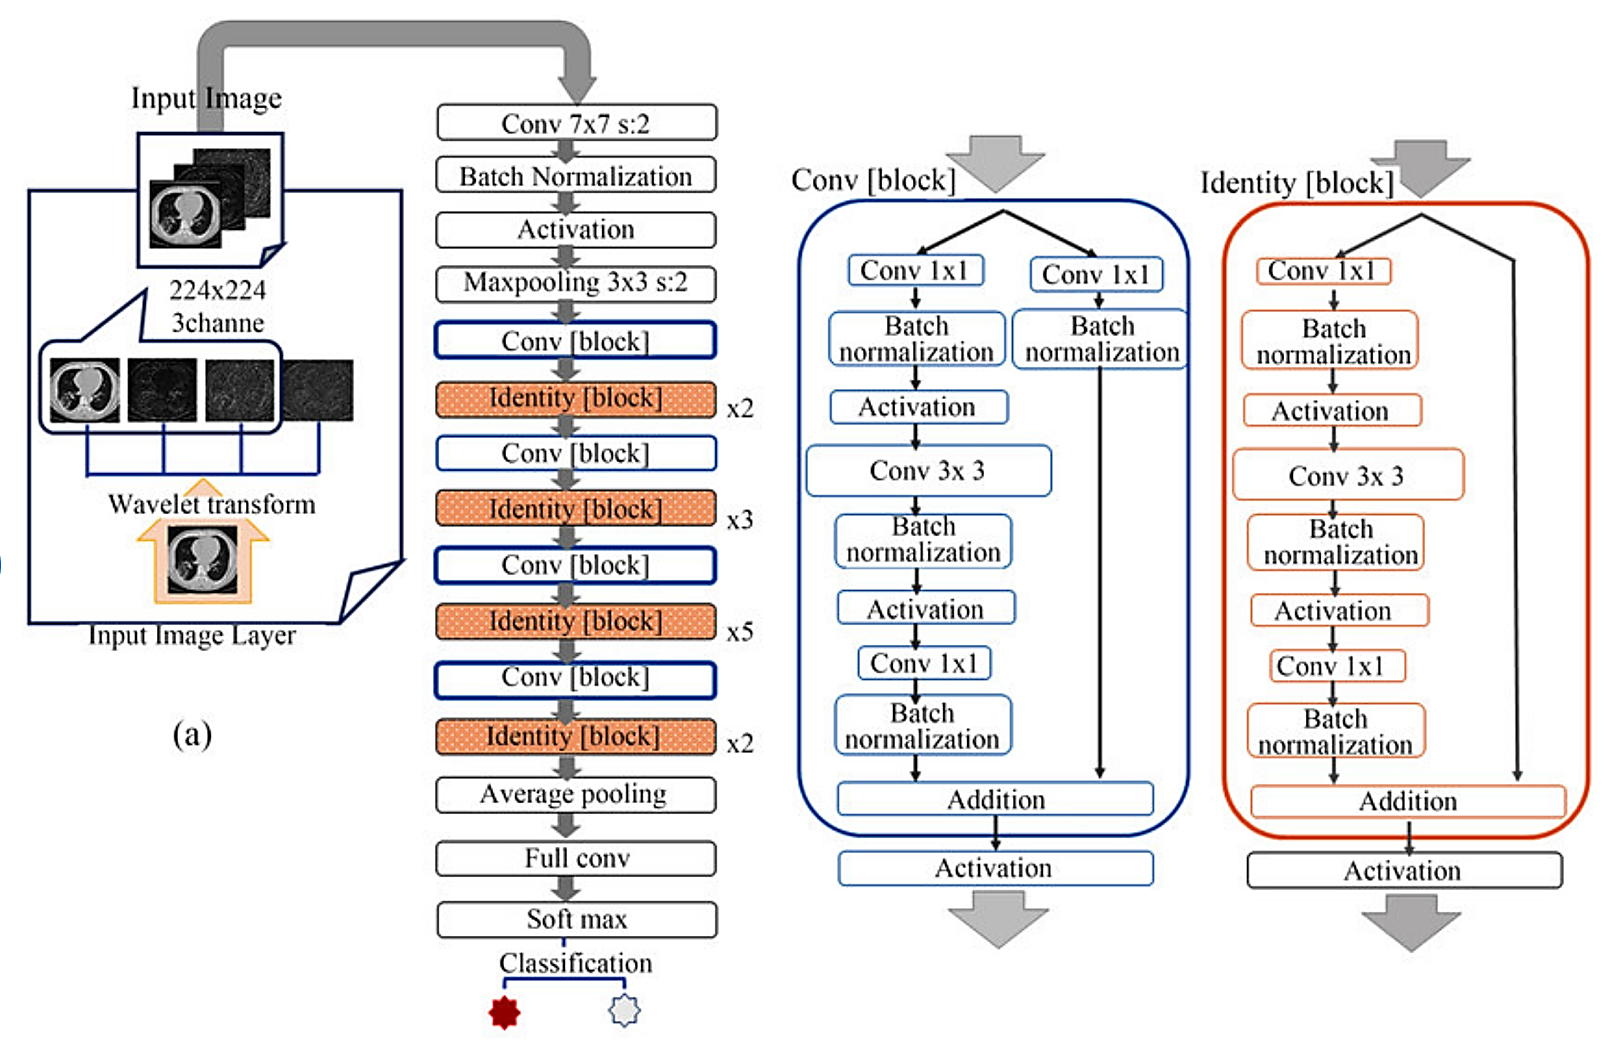 Input Image
224x224
3channe
Wavelet transform
Input Image Layer
(a)
Conv 7x7 s:2
Batch Normalization
Activation
Maxpooling 3x3 s:2
Conv [block]
Identity [block]
x2
Conv [block]
Identity [block]
x3
Conv [block]
Identity [block]
x5
Conv [block]
Identity [block]
x2
Average pooling
Full conv
Soft max
Classification
Conv [block]
Conv 1x1
Batch
normalization
Activation
Conv 3x 3
Batch
normalization
Activation
Conv 1x1
Batch
normalization
Conv 1x1
Batch
normalization
Addition
Activation
Identity [block]
Conv 1x1
Batch
normalization
Activation
Conv 3x 3
Batch
normalization
Activation
Conv 1x1
Batch
normalization
Addition
Activation